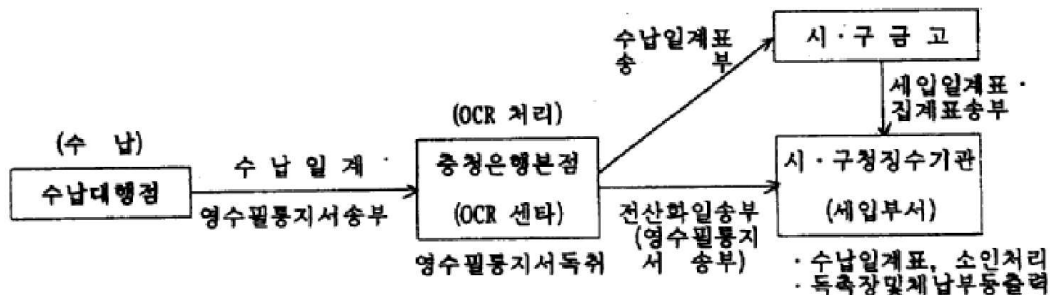 수납일계표
송 부
시·구 금 고
세입일계표·
집계표송부
(OCR 처리)
(수 납)
수납대행점
수 납 일 계
영수필통지서송부
충청은행본점
(OCR 센타)
영수필통지서독취
전산화일송부
(영수필통지
서 송부)
시·구청징수기관
(세입부서)
·수납일계표, 소인처리
·독촉장및체납부등출력